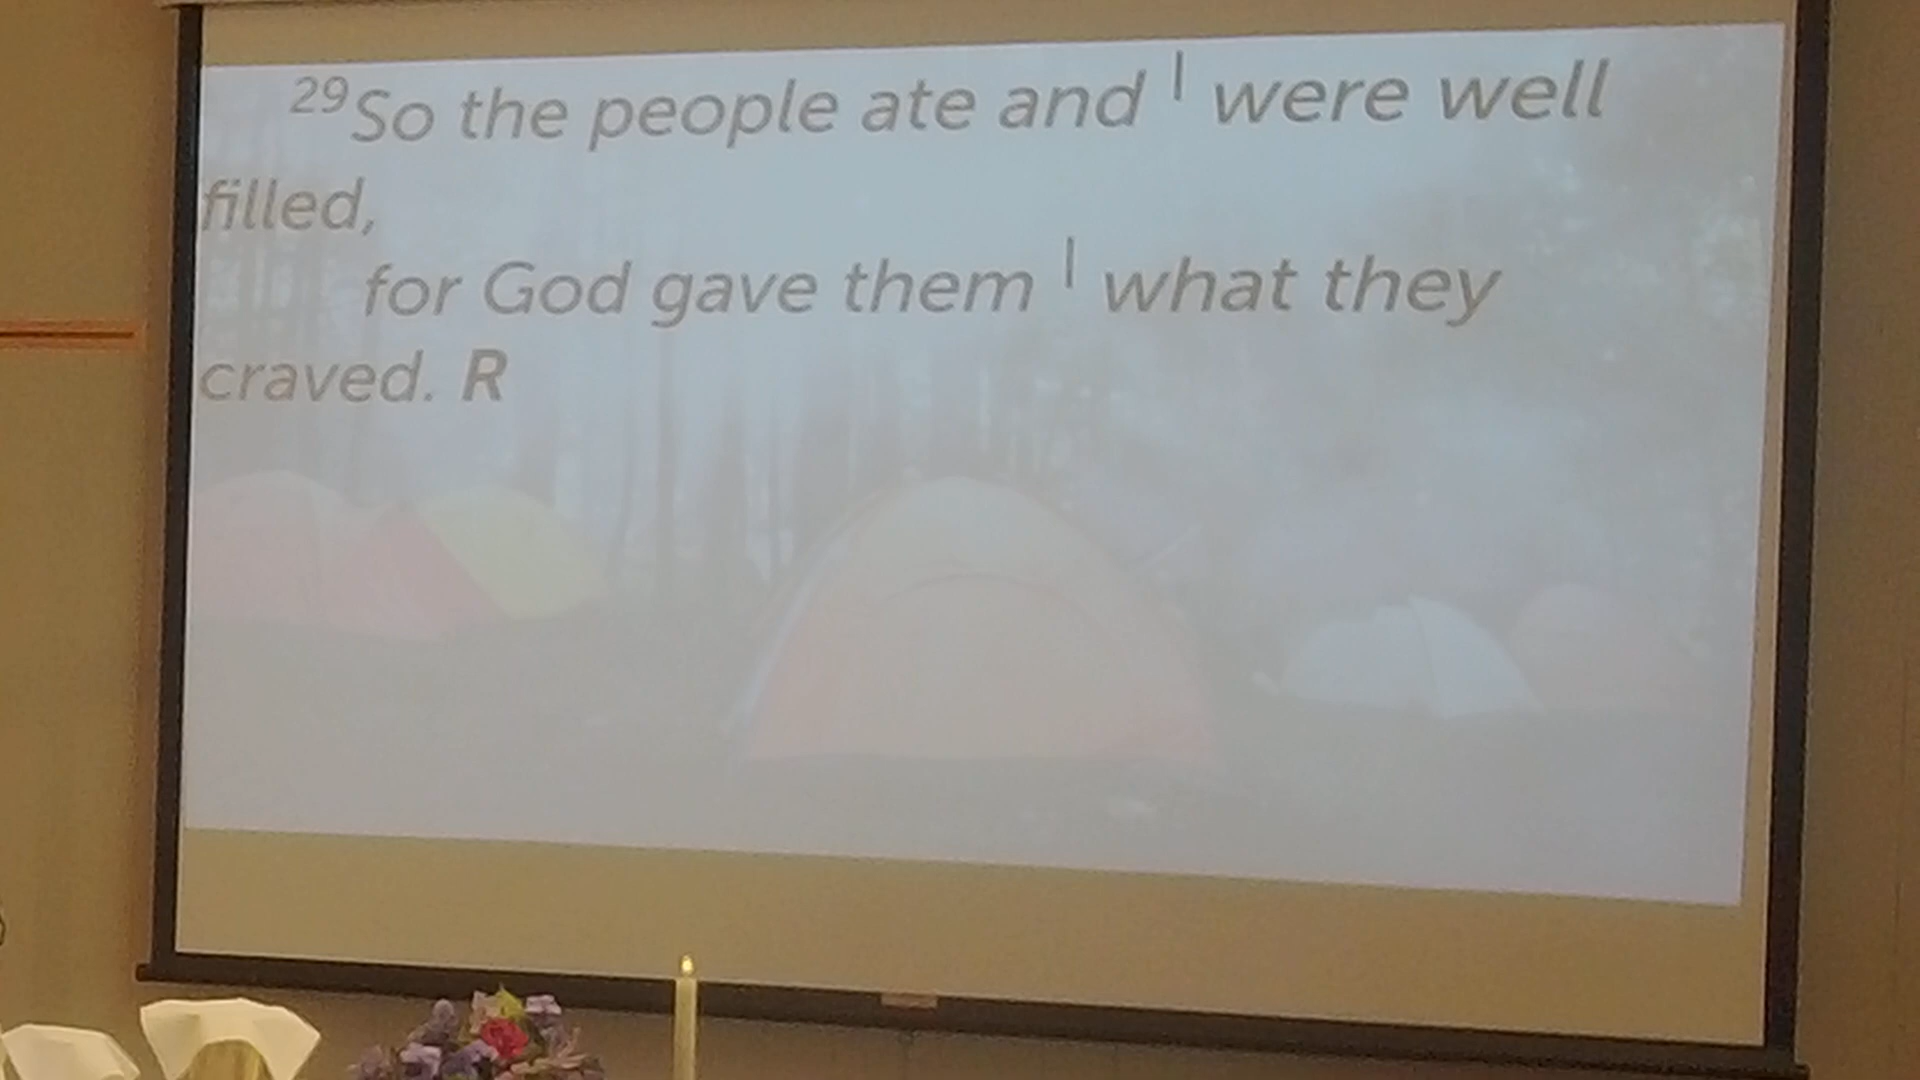 29So the people ate and | were well
filled,
for God gave them | what they
craved. R